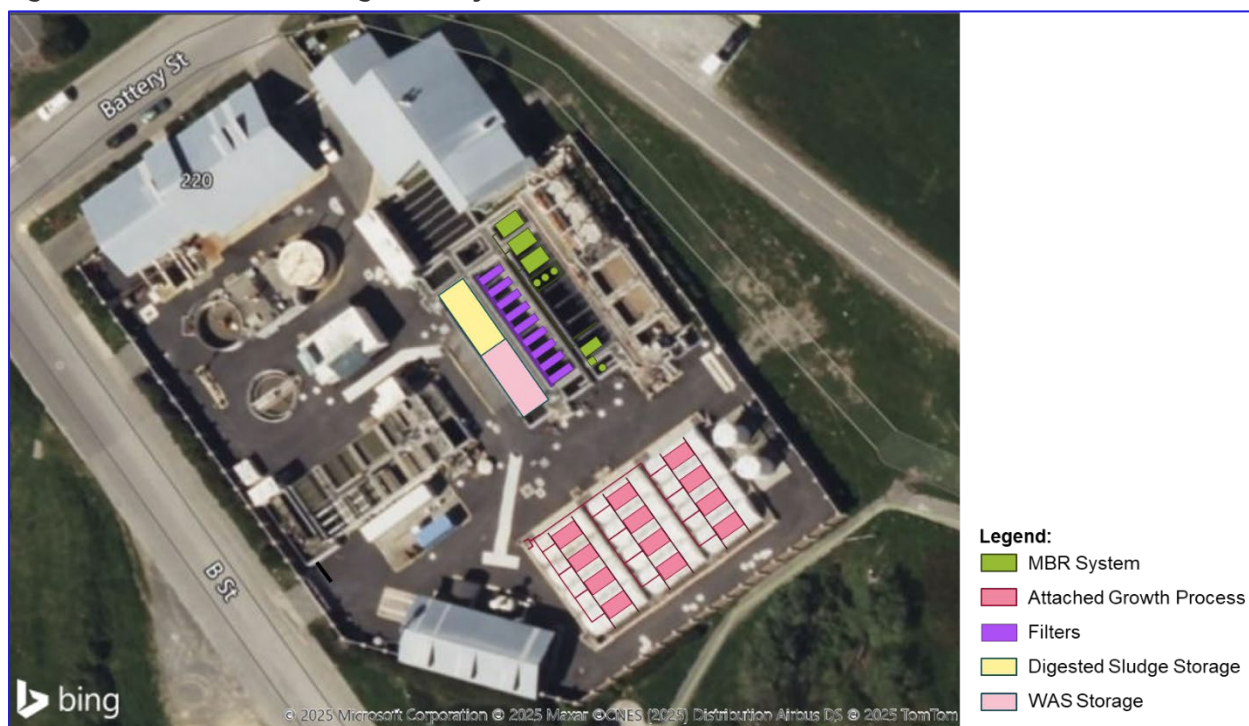 Battery St
220
B St
Legend:
MBR System
Attached Growth Process
Filters
Digested Sludge Storage
WAS Storage
bing
© 2025 Microsoft Corporation © 2025 Maxar ©CNES (2025) Distribution Airbus DS © 2025 TomTom